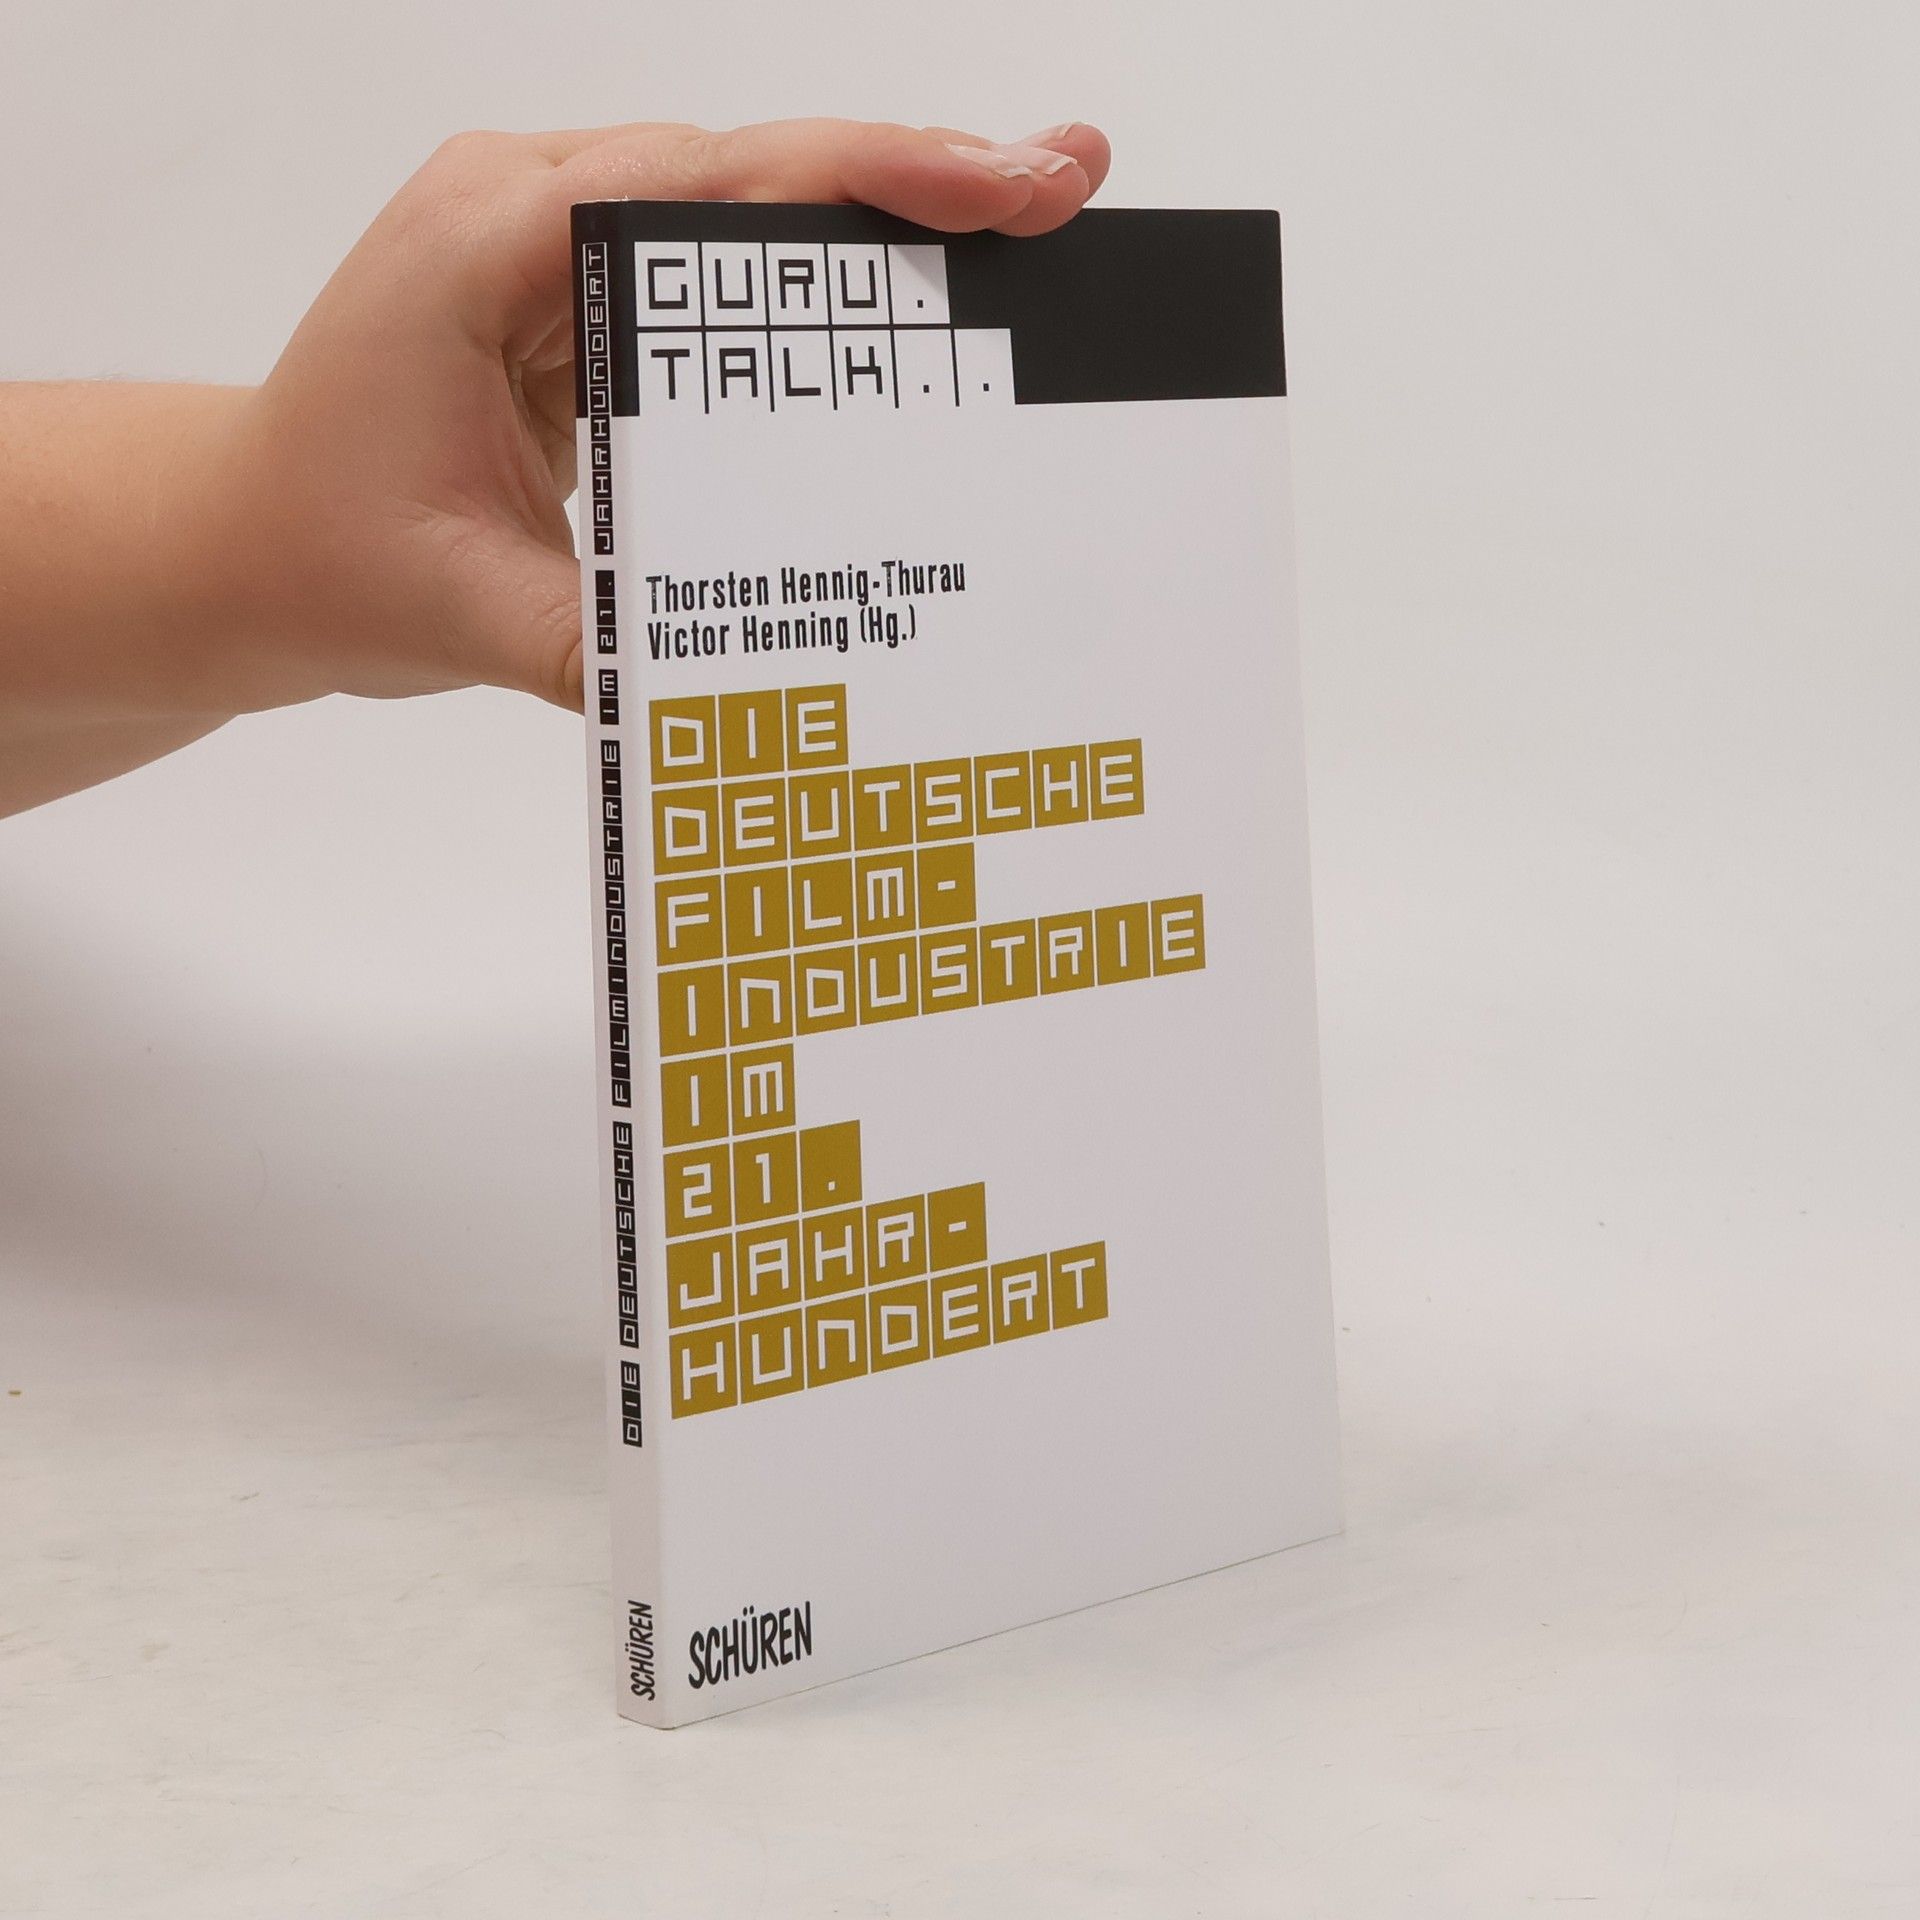 GURU.
TALK..
Thorsten Hennig-Thurau
Victor Henning (Hg.)
DIE
DEUTSCHE
FILM-
INDUSTRIE
IM
21.
JAHR-
HUNDERT
SCHÜREN
DIE DEUTSCHE FILMINDUSTRIE IM 21. JAHRHUNDERT
SCHÜREN